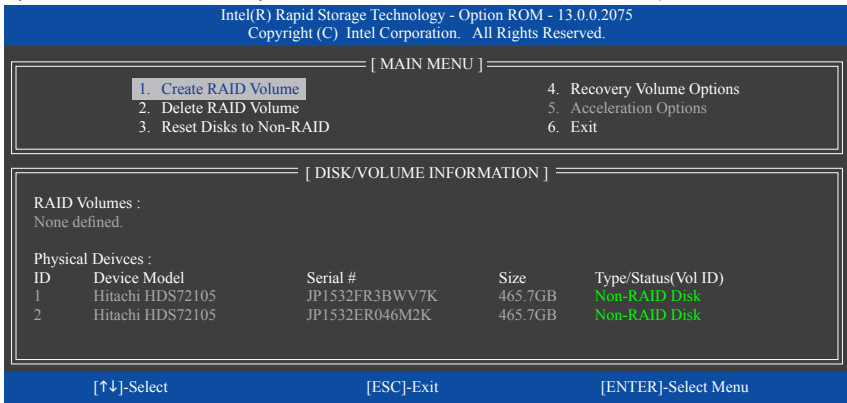 Intel(R) Rapid Storage Technology - Option ROM - 13.0.0.2075
Copyright (C) Intel Corporation. All Rights Reserved.
[ MAIN MENU ]
1. Create RAID Volume
2. Delete RAID Volume
3. Reset Disks to Non-RAID
4. Recovery Volume Options
5. Acceleration Options
6. Exit
[ DISK/VOLUME INFORMATION ]
RAID Volumes :
None defined.
Physical Deivces :
ID Device Model Serial # Size Type/Status(Vol ID)
1 Hitachi HDS72105 JP1532FR3BWV7K 465.7GB Non-RAID Disk
2 Hitachi HDS72105 JP1532ER046M2K 465.7GB Non-RAID Disk
[↑↓]-Select [ESC]-Exit [ENTER]-Select Menu